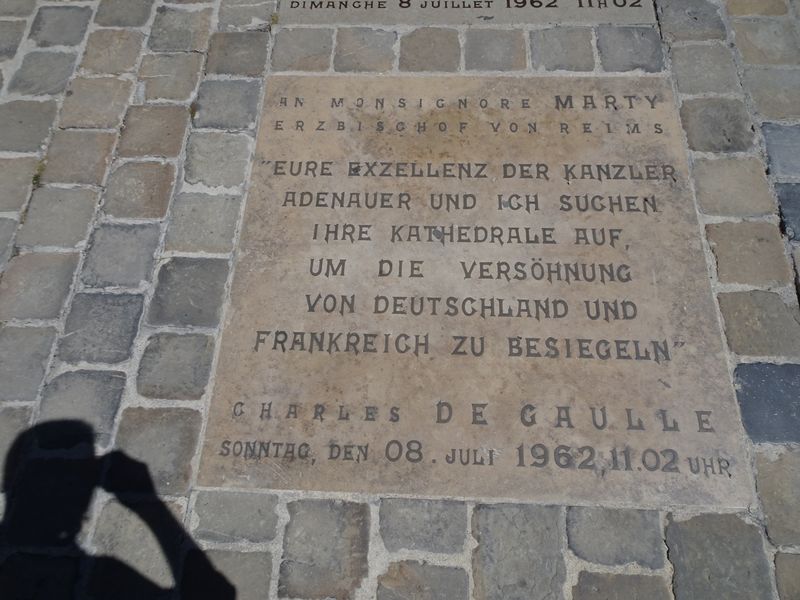 DIMANCHE 8 JUILLET 1962 11H02
AN MONSIGNORE MARTY
ERZBISCHOF VON REIMS
"EURE EXZELLENZ DER KANZLER
ADENAUER UND ICH SUCHEN
IHRE KATHEDRALE AUF,
UM DIE VERSÖHNUNG
VON DEUTSCHLAND UND
FRANKREICH ZU BESIEGELN"
CHARLES DE GAULLE
SONNTAG, DEN 08. JULI 1962, 11.02 UHR